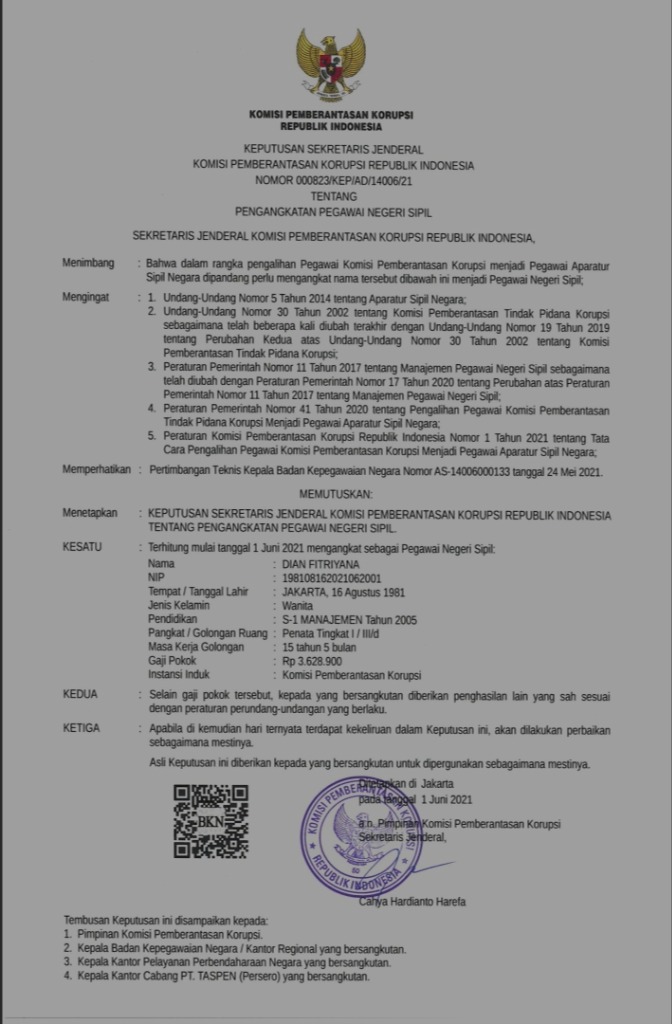 KOMISI PEMBERANTASAN KORUPSI
REPUBLIK INDONESIA
KEPUTUSAN SEKRETARIS JENDERAL
KOMISI PEMBERANTASAN KORUPSI REPUBLIK INDONESIA
NOMOR 000823/KEP/AD/14006/21
TENTANG
PENGANGKATAN PEGAWAI NEGERI SIPIL
SEKRETARIS JENDERAL KOMISI PEMBERANTASAN KORUPSI REPUBLIK INDONESIA,
Menimbang : Bahwa dalam rangka pengalihan Pegawai Komisi Pemberantasan Korupsi menjadi Pegawai Aparatur
Sipil Negara dipandang perlu mengangkat nama tersebut dibawah ini menjadi Pegawai Negeri Sipil;
Mengingat : 1. Undang-Undang Nomor 5 Tahun 2014 tentang Aparatur Sipil Negara;
2. Undang-Undang Nomor 30 Tahun 2002 tentang Komisi Pemberantasan Tindak Pidana Korupsi
sebagaimana telah beberapa kali diubah terakhir dengan Undang-Undang Nomor 19 Tahun 2019
tentang Perubahan Kedua atas Undang-Undang Nomor 30 Tahun 2002 tentang Komisi
Pemberantasan Tindak Pidana Korupsi;
3. Peraturan Pemerintah Nomor 11 Tahun 2017 tentang Manajemen Pegawai Negeri Sipil sebagaimana
telah diubah dengan Peraturan Pemerintah Nomor 17 Tahun 2020 tentang Perubahan atas Peraturan
Pemerintah Nomor 11 Tahun 2017 tentang Manajemen Pegawai Negeri Sipil;
4. Peraturan Pemerintah Nomor 41 Tahun 2020 tentang Pengalihan Pegawai Komisi Pemberantasan
Tindak Pidana Korupsi Menjadi Pegawai Aparatur Sipil Negara;
5. Peraturan Komisi Pemberantasan Korupsi Republik Indonesia Nomor 1 Tahun 2021 tentang Tata
Cara Pengalihan Pegawai Komisi Pemberantasan Korupsi Menjadi Pegawai Aparatur Sipil Negara;
Memperhatikan : Pertimbangan Teknis Kepala Badan Kepegawaian Negara Nomor AS-14006000133 tanggal 24 Mei 2021.
MEMUTUSKAN:
Menetapkan : KEPUTUSAN SEKRETARIS JENDERAL KOMISI PEMBERANTASAN KORUPSI REPUBLIK INDONESIA
TENTANG PENGANGKATAN PEGAWAI NEGERI SIPIL.
KESATU : Terhitung mulai tanggal 1 Juni 2021 mengangkat sebagai Pegawai Negeri Sipil:
Nama : DIAN FITRIYANA
NIP : 198108162021062001
Tempat / Tanggal Lahir : JAKARTA, 16 Agustus 1981
Jenis Kelamin : Wanita
Pendidikan : S-1 MANAJEMEN Tahun 2005
Pangkat / Golongan Ruang : Penata Tingkat I / III/d
Masa Kerja Golongan : 15 tahun 5 bulan
Gaji Pokok : Rp 3.628.900
Instansi Induk : Komisi Pemberantasan Korupsi
KEDUA : Selain gaji pokok tersebut, kepada yang bersangkutan diberikan penghasilan lain yang sah sesuai
dengan peraturan perundang-undangan yang berlaku.
KETIGA : Apabila di kemudian hari ternyata terdapat kekeliruan dalam Keputusan ini, akan dilakukan perbaikan
sebagaimana mestinya.
Asli Keputusan ini diberikan kepada yang bersangkutan untuk dipergunakan sebagaimana mestinya.
Ditetapkan di Jakarta
pada tanggal 1 Juni 2021
a.n. Pimpinan Komisi Pemberantasan Korupsi
Sekretaris Jenderal,
BKN
KOMISI PEMBERANTASAN KORUPSI
REPUBLIK INDONESIA
Cahya Hardianto Harefa
Tembusan Keputusan ini disampaikan kepada:
1. Pimpinan Komisi Pemberantasan Korupsi.
2. Kepala Badan Kepegawaian Negara / Kantor Regional yang bersangkutan.
3. Kepala Kantor Pelayanan Perbendaharaan Negara yang bersangkutan.
4. Kepala Kantor Cabang PT. TASPEN (Persero) yang bersangkutan.